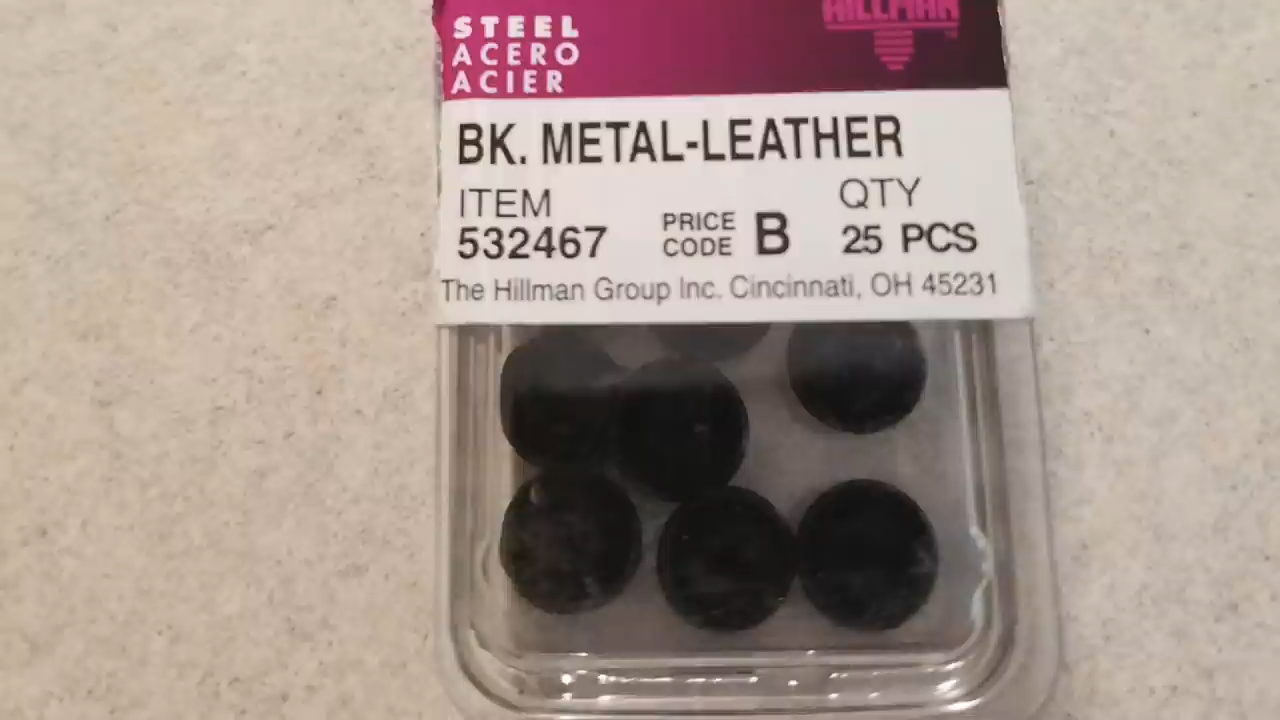 HILLMAN
STEEL
ACERO
ACIER
BK. METAL-LEATHER
ITEM
532467
PRICE
CODE B
QTY
25 PCS
The Hillman Group Inc. Cincinnati, OH 45231